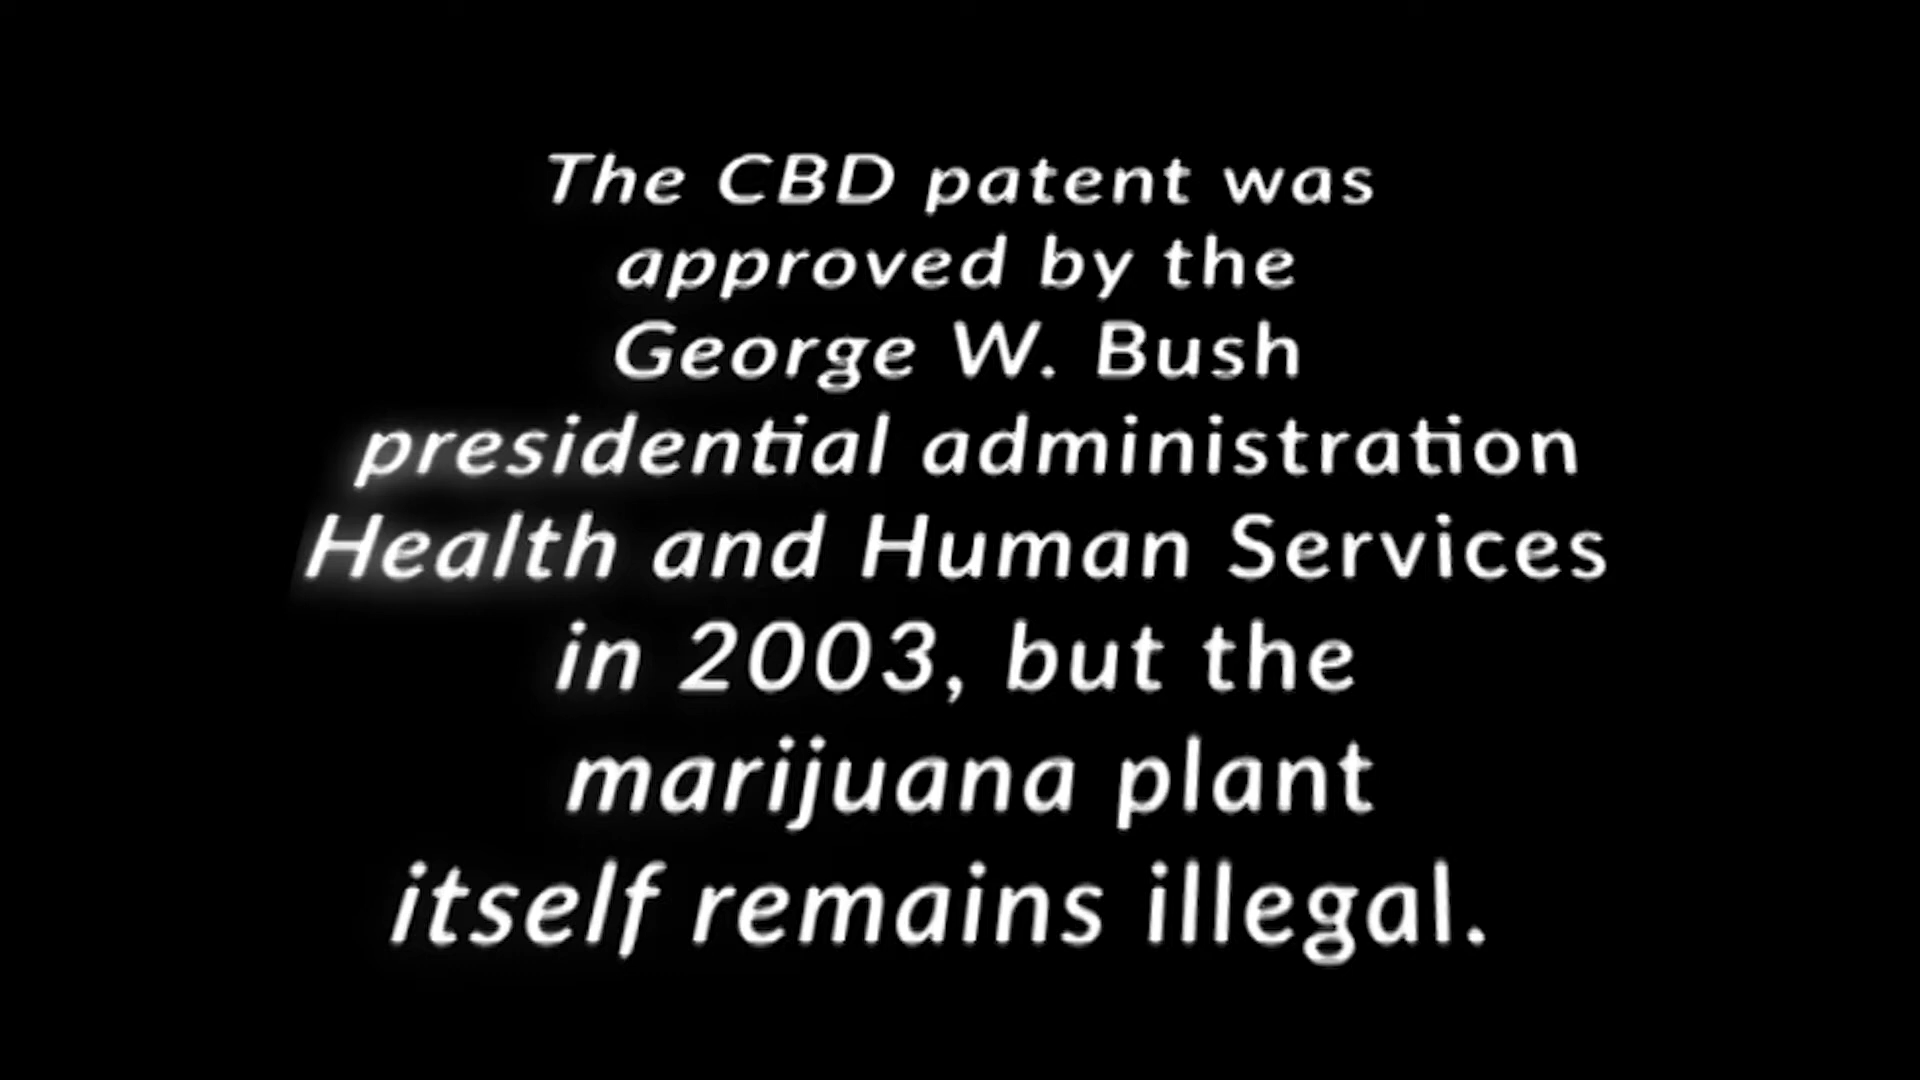 The CBD patent was
approved by the
George W. Bush
presidential administration
Health and Human Services
in 2003, but the
marijuana plant
itself remains illegal.